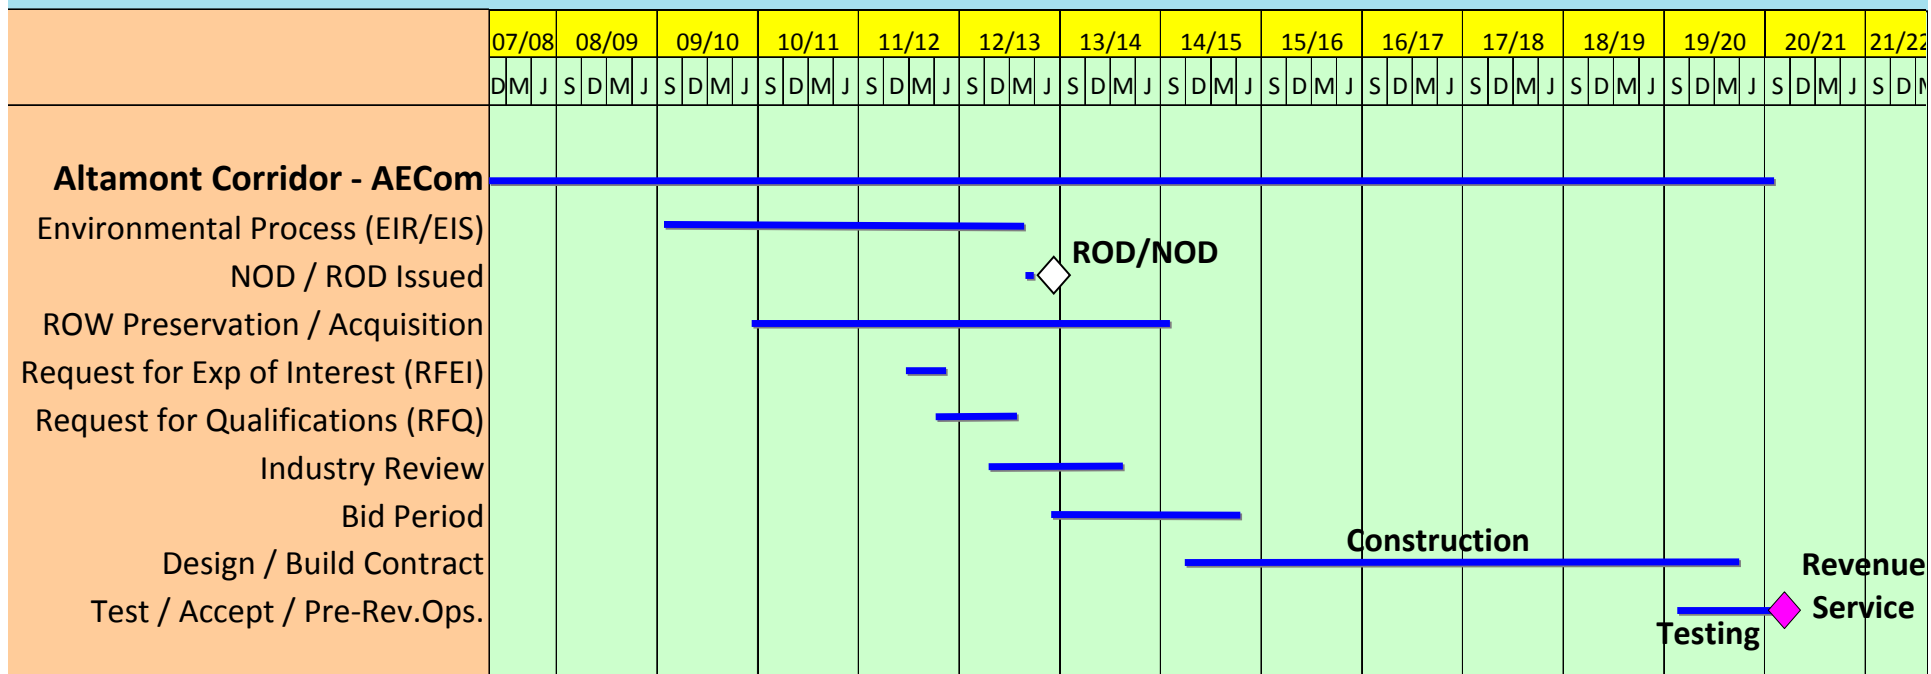 07/08 08/09 09/10 10/11 11/12 12/13 13/14 14/15 15/16 16/17 17/18 18/19 19/20 20/21 21/22
D M J S D M J S D M J S D M J S D M J S D M J S D M J S D M J S D M J S D M J S D M J S D M J S D M J S D M J S D M
Altamont Corridor - AECom
Environmental Process (EIR/EIS)
ROD/NOD
NOD / ROD Issued
ROW Preservation / Acquisition
Request for Exp of Interest (RFEI)
Request for Qualifications (RFQ)
Industry Review
Bid Period
Construction
Design / Build Contract
Revenue
Test / Accept / Pre-Rev.Ops.
Service
Testing